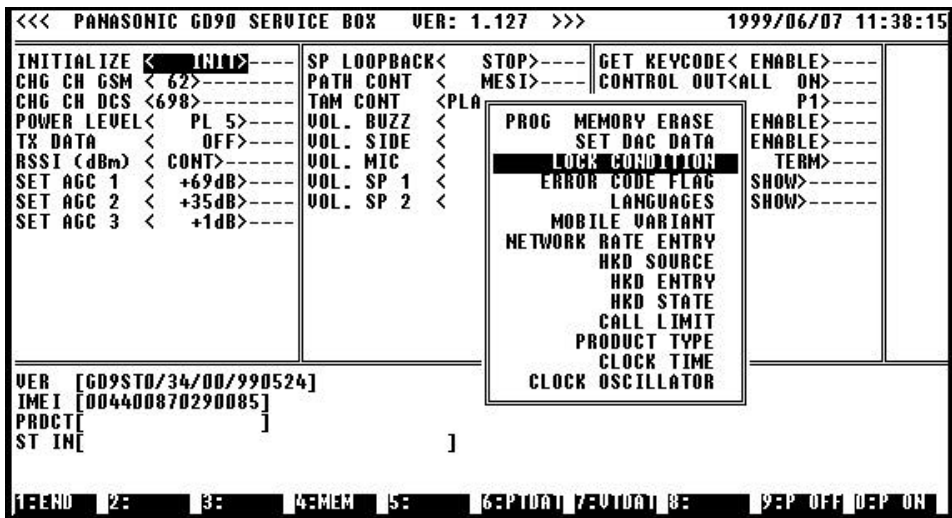 <<< PANASONIC GD90 SERVICE BOX VER: 1.127 >>> 1999/06/07 11:38:15
INITIALIZE < INIT>---- SP LOOPBACK< STOP>---- GET KEYCODE< ENABLE>----
CHG CH GSM < 62>--------- PATH CONT < MESI>---- CONTROL OUT<ALL ON>----
CHG CH DCS <698>--------- TAM CONT <PLA P1>----
POWER LEVEL< PL 5>---- VOL. BUZZ < PROG MEMORY ERASE ENABLE>----
TX DATA < OFF>---- VOL. SIDE < SET DAC DATA ENABLE>----
RSSI (dBm) < CONT>------ VOL. MIC < LOCK CONDITION TERM>----
SET AGC 1 < +69dB>---- VOL. SP 1 < ERROR CODE FLAG SHOW>------
SET AGC 2 < +35dB>---- VOL. SP 2 < LANGUAGES SHOW>------
SET AGC 3 < +1dB>---- MOBILE VARIANT
NETWORK RATE ENTRY
HKD SOURCE
HKD ENTRY
HKD STATE
CALL LIMIT
PRODUCT TYPE
CLOCK TIME
CLOCK OSCILLATOR
VER [GD9ST0/34/00/990524]
IMEI [004400870290085]
PRDCT[ ]
ST IN[ ]
1:END 2: 3: 4:MEM 5: 6:PTDAT 7:VTDAT 8: 9:P OFF 0:P ON